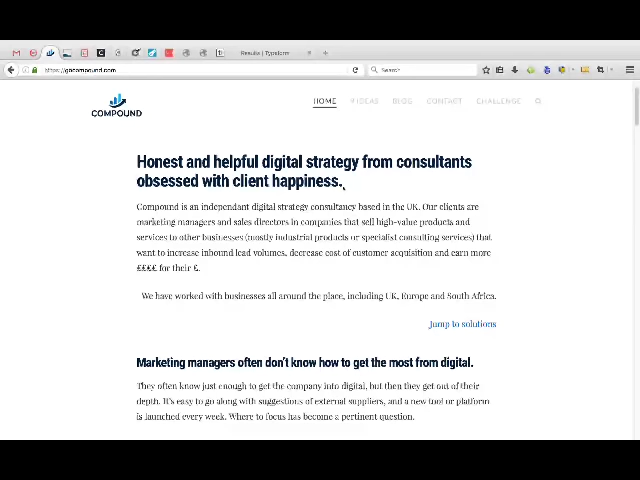 Results | Typeform
https://gocompound.com
Search
COMPOUND
HOME
9 IDEAS
BLOG
CONTACT
CHALLENGE
Honest and helpful digital strategy from consultants
obsessed with client happiness.
Compound is an independant digital strategy consultancy based in the UK. Our clients are
marketing managers and sales directors in companies that sell high-value products and
services to other businesses (mostly industrial products or specialist consulting services) that
want to increase inbound lead volumes, decrease cost of customer acquisition and earn more
££££ for their £.
We have worked with businesses all around the place, including UK, Europe and South Africa.
Jump to solutions
Marketing managers often don't know how to get the most from digital.
They often know just enough to get the company into digital, but then they get out of their
depth. It's easy to go along with suggestions of external suppliers, and a new tool or platform
is launched every week. Where to focus has become a pertinent question.